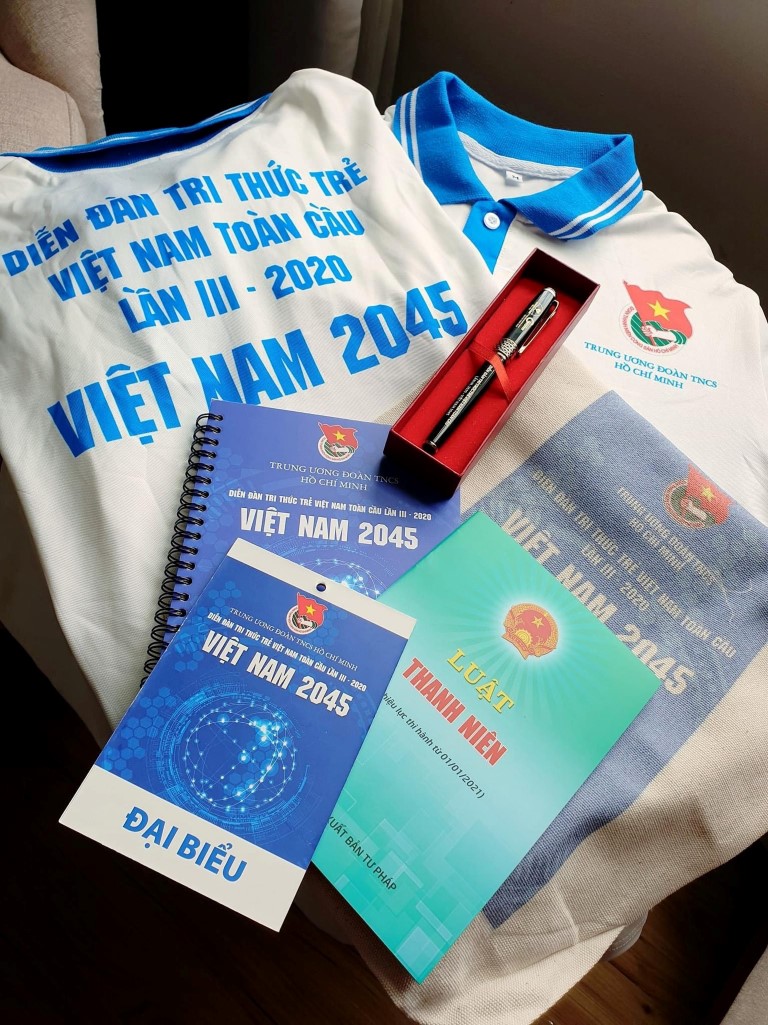 DIỄN ĐÀN TRI THỨC TRẺ
VIỆT NAM TOÀN CẦU
LẦN III - 2020
VIỆT NAM 2045
TRUNG ƯƠNG ĐOÀN TNCS
HỒ CHÍ MINH
TRUNG ƯƠNG ĐOÀN TNCS
HỒ CHÍ MINH
DIỄN ĐÀN TRI THỨC TRẺ VIỆT NAM TOÀN CẦU LẦN III - 2020
VIỆT NAM 2045
TRUNG ƯƠNG ĐOÀN TNCS
HỒ CHÍ MINH
DIỄN ĐÀN TRI THỨC TRẺ VIỆT NAM TOÀN CẦU
LẦN III - 2020
VIỆT NAM 2045
TRUNG ƯƠNG ĐOÀN TNCS HỒ CHÍ MINH
DIỄN ĐÀN TRI THỨC TRẺ VIỆT NAM TOÀN CẦU LẦN III - 2020
VIỆT NAM 2045
ĐẠI BIỂU
LUẬT
THANH NIÊN
hiệu lực thi hành từ 01/01/2021)
XUẤT BẢN TƯ PHÁP